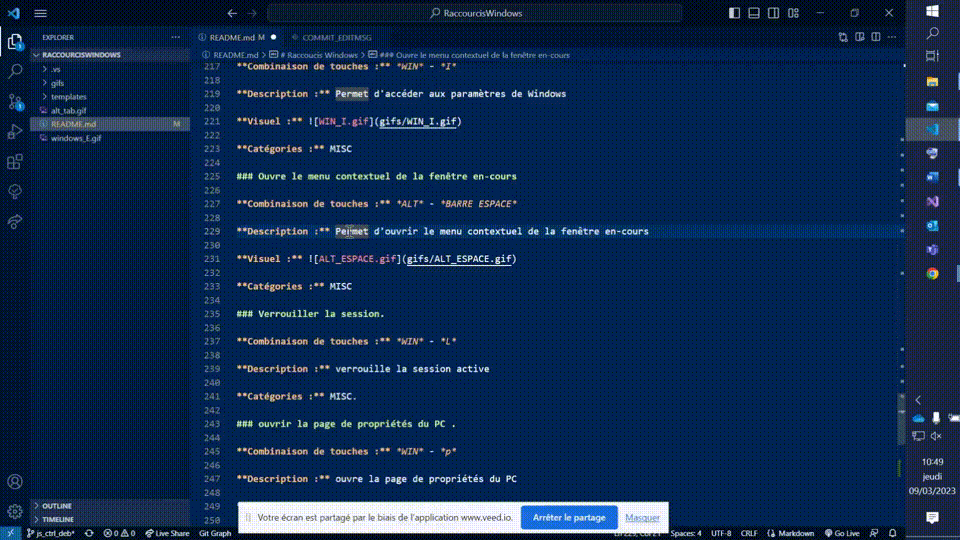 RaccourcisWindows
EXPLORER
README.md M
COMMIT_EDITMSG
RACCOURCISWINDOWS
README.md > # Raccoucis Windows > ### Ouvre le menu contextuel de la fenêtre en-cours
.vs
gifs
templates
alt_tab.gif
README.md M
windows_E.gif
217 **Combinaison de touches :** *WIN* - *I*
218
219 **Description :** Permet d'accéder aux paramètres de Windows
220
221 **Visuel : ** ![WIN_I.gif](gifs/WIN_I.gif)
222
223 **Catégories :** MISC
224
225 ### Ouvre le menu contextuel de la fenêtre en-cours
226
227 **Combinaison de touches : ** *ALT* - *BARRE ESPACE*
228
229 **Description : ** Permet d'ouvrir le menu contextuel de la fenêtre en-cours
230
231 **Visuel : ** ![ALT_ESPACE.gif](gifs/ALT_ESPACE.gif)
232
233 **Catégories :** MISC
234
235 ### Verrouiller la session.
236
237 **Combinaison de touches :** *WIN* - *L*
238
239 **Description :** verrouille la session active
240
241 **Catégories :** MISC.
242
243 ### ouvrir la page de propriétés du PC .
244
245 **Combinaison de touches :** *WIN* - *p*
246
247 **Description :** ouvre la page de propriétés du PC
248
249
250
OUTLINE
TIMELINE
Votre écran est partagé par le biais de l'application www.veed.io.
Arrêter le partage
Masquer
js_ctrl_deb*
0 0
Live Share
Git Graph
Spaces: 4
UTF-8
CRLF
Markdown
Go Live
10:49
jeudi
09/03/2023